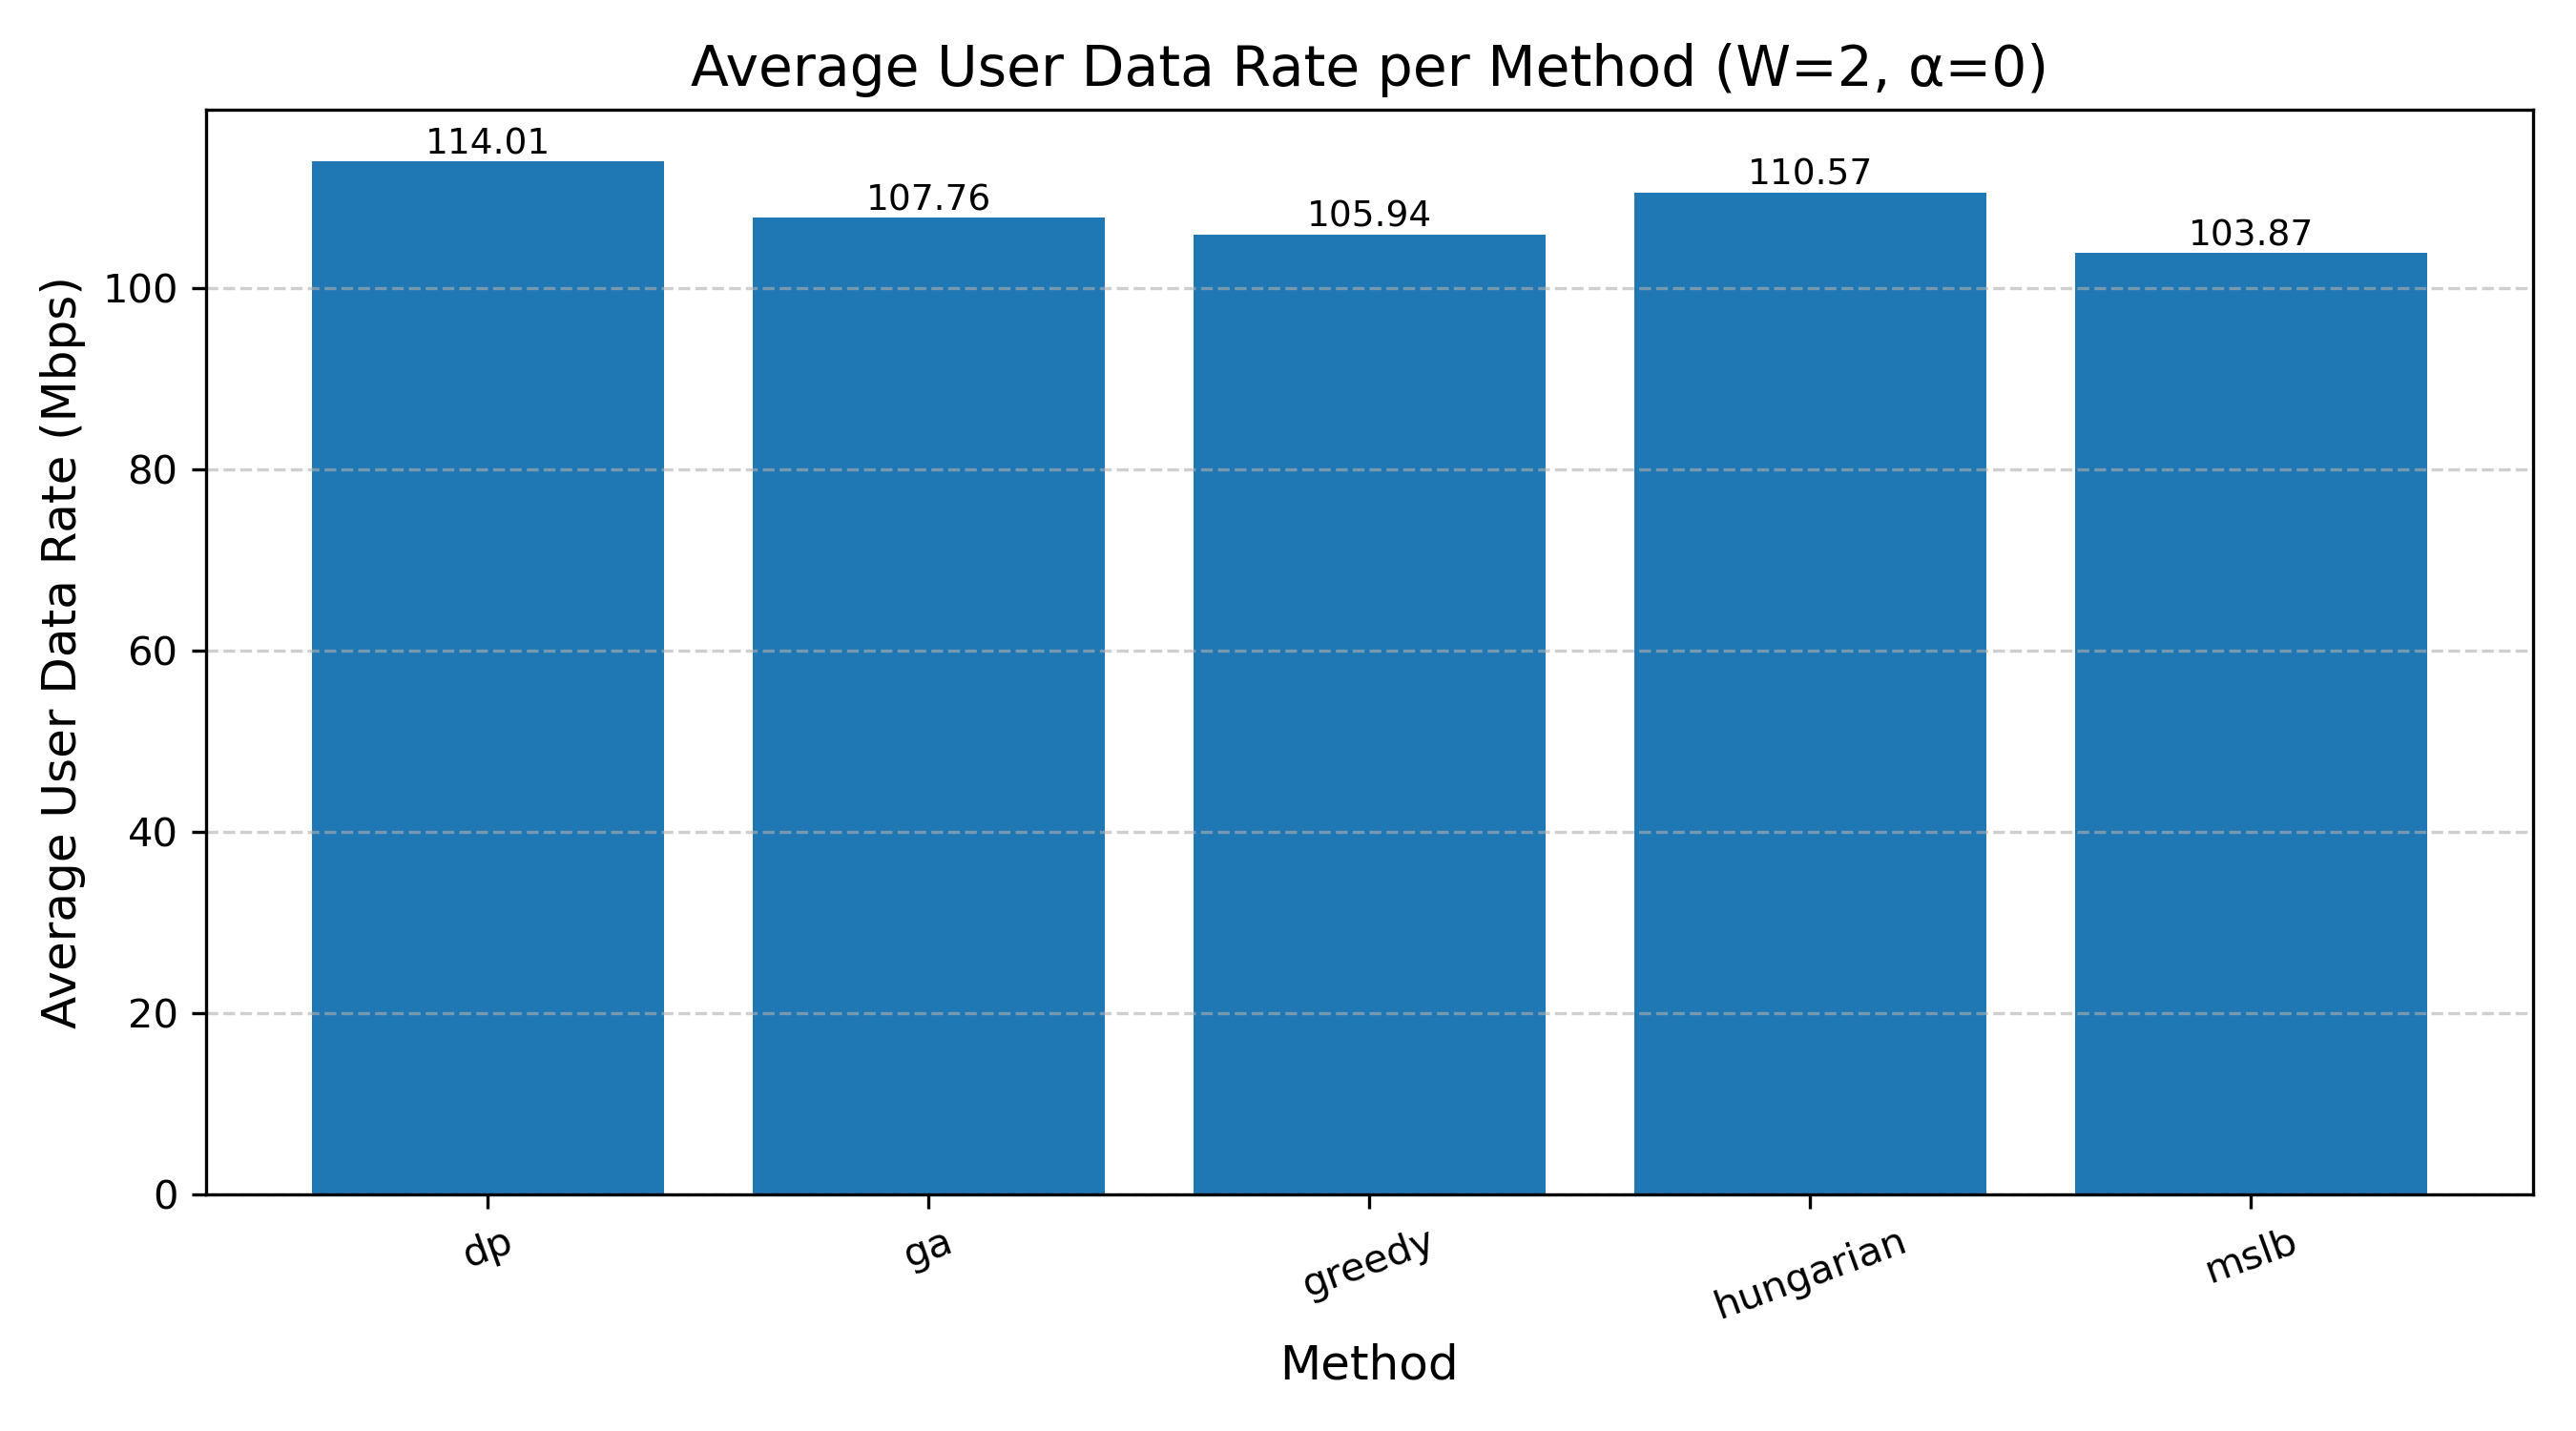 Average User Data Rate per Method (W=2, α=0)
114.01
107.76
105.94
110.57
103.87
Average User Data Rate (Mbps)
100
80
60
40
20
0
dp
ga
greedy
hungarian
mslb
Method